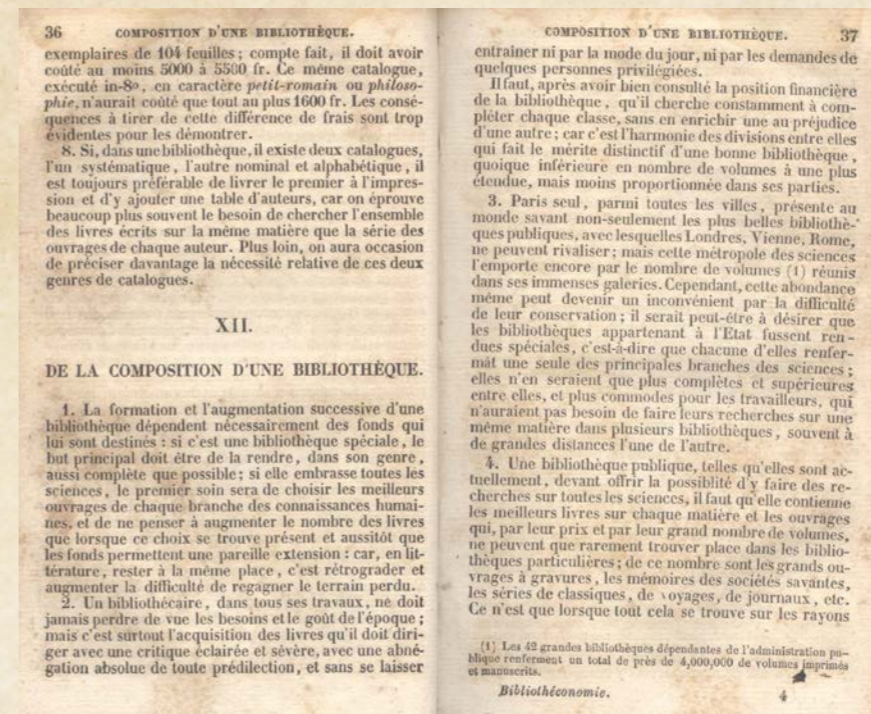 36 COMPOSITION D'UNE BIBLIOTHÈQUE.
exemplaires de 104 feuilles; compte fait, il doit avoir
coûté au moins 5000 à 5500 fr. Ce même catalogue,
exécuté in-8º, en caractère petit-romain ou philoso-
phie, n'aurait coûté que tout au plus 1600 fr. Les consé-
quences à tirer de cette différence de frais sont trop
évidentes pour les démontrer.
8. Si, dans une bibliothèque, il existe deux catalogues,
l'un systématique, l'autre nominal et alphabétique, il
est toujours préférable de livrer le premier à l'impres-
sion et d'y ajouter une table d'auteurs, car on éprouve
beaucoup plus souvent le besoin de chercher l'ensemble
des livres écrits sur la même matière que la série des
ouvrages de chaque auteur. Plus loin, on aura occasion
de préciser davantage la nécessité relative de ces deux
genres de catalogues.
XII.
DE LA COMPOSITION D'UNE BIBLIOTHÈQUE.
1. La formation et l'augmentation successive d'une
bibliothèque dépendent nécessairement des fonds qui
lui sont destinés : si c'est une bibliothèque spéciale, le
but principal doit être de la rendre, dans son genre,
aussi complète que possible; si elle embrasse toutes les
sciences, le premier soin sera de choisir les meilleurs
ouvrages de chaque branche des connaissances humai-
nes, et de ne penser à augmenter le nombre des livres
que lorsque ce choix se trouve présent et aussitôt que
les fonds permettent une pareille extension : car, en lit-
térature, rester à la même place, c'est rétrograder et
augmenter la difficulté de regagner le terrain perdu.
2. Un bibliothécaire, dans tous ses travaux, ne doit
jamais perdre de vue les besoins et le goût de l'époque;
mais c'est surtout l'acquisition des livres qu'il doit diri-
ger avec une critique éclairée et sévère, avec une abné-
gation absolue de toute prédilection, et sans se laisser
COMPOSITION D'UNE BIBLIOTHÈQUE. 37
entraîner ni par la mode du jour, ni par les demandes de
quelques personnes privilégiées.
Il faut, après avoir bien consulté la position financière
de la bibliothèque, qu'il cherche constamment à com-
pléter chaque classe, sans en enrichir une au préjudice
d'une autre; car c'est l'harmonie des divisions entre elles
qui fait le mérite distinctif d'une bonne bibliothèque,
quoique inférieure en nombre de volumes à une plus
étendue, mais moins proportionnée dans ses parties.
3. Paris seul, parmi toutes les villes, présente au
monde savant non-seulement les plus belles bibliothè-
ques publiques, avec lesquelles Londres, Vienne, Rome,
ne peuvent rivaliser; mais cette métropole des sciences
l'emporte encore par le nombre de volumes (1) réunis
dans ses immenses galeries. Cependant, cette abondance
même peut devenir un inconvénient par la difficulté
de leur conservation; il serait peut-être à désirer que
les bibliothèques appartenant à l'Etat fussent ren-
dues spéciales, c'est-à-dire que chacune d'elles renfer-
mât une seule des principales branches des sciences;
elles n'en seraient que plus complètes et supérieures
entre elles, et plus commodes pour les travailleurs, qui
n'auraient pas besoin de faire leurs recherches sur une
même matière dans plusieurs bibliothèques, souvent à
de grandes distances l'une de l'autre.
4. Une bibliothèque publique, telles qu'elles sont ac-
tuellement, devant offrir la possiblité d'y faire des re-
cherches sur toutes les sciences, il faut qu'elle contienne
les meilleurs livres sur chaque matière et les ouvrages
qui, par leur prix et par leur grand nombre de volumes,
ne peuvent que rarement trouver place dans les biblio-
thèques particulières; de ce nombre sont les grands ou-
vrages à gravures, les mémoires des sociétés savantes,
les séries de classiques, de voyages, de journaux, etc.
Ce n'est que lorsque tout cela se trouve sur les rayons
(1) Les 42 grandes bibliothèques dépendantes de l'administration pu-
blique renferment un total de près de 4,000,000 de volumes imprimés
et manuscrits.
Bibliothéconomie. 4